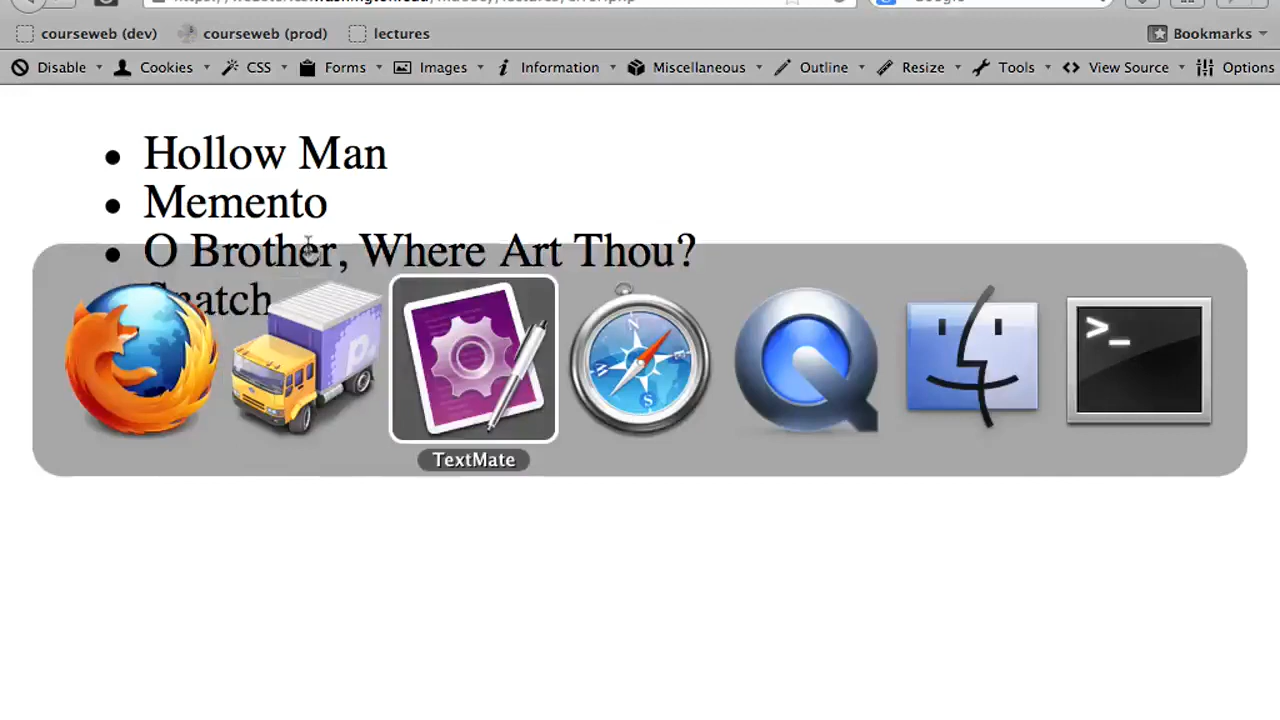 courseweb (dev) courseweb (prod) lectures Bookmarks
Disable Cookies CSS Forms Images Information Miscellaneous Outline Resize Tools View Source Options
Hollow Man
Memento
O Brother, Where Art Thou?
Snatch
TextMate